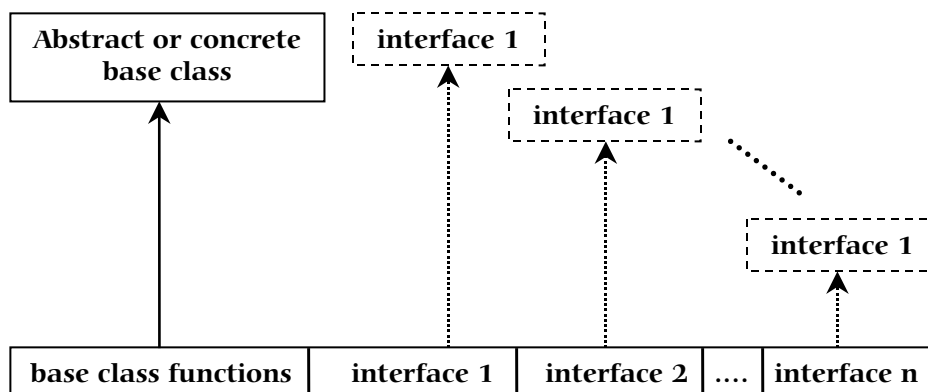 Abstract or concrete
base class
interface 1
interface 1
interface 1
base class functions interface 1 interface 2 .... interface n